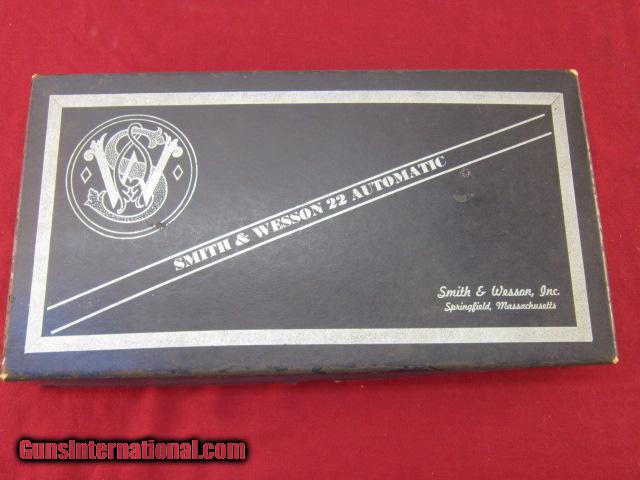 SMITH & WESSON 22 AUTOMATIC
Smith & Wesson, Inc.
Springfield, Massachusetts
GunsInternational.com